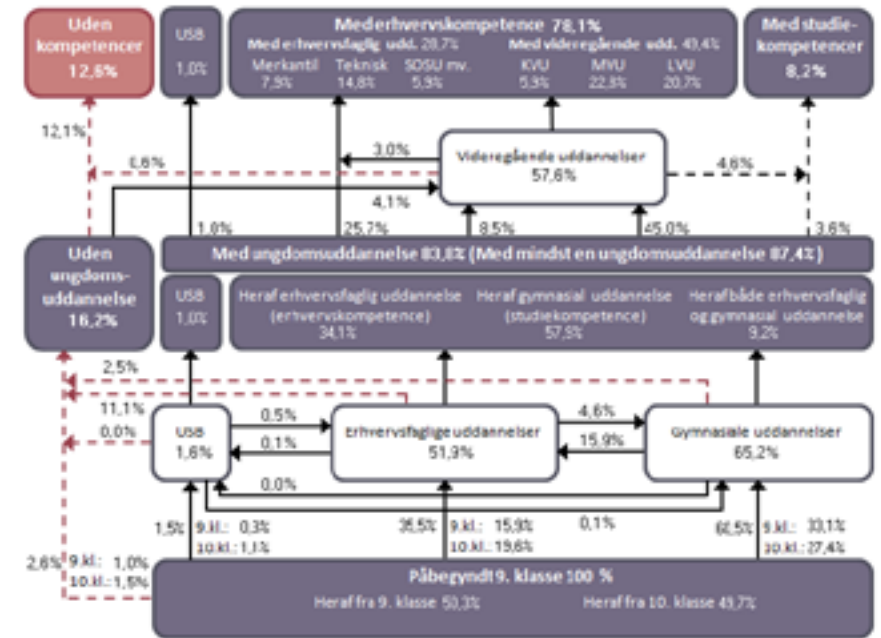 Uden
kompetencer
12,6%
USB
1,0%
Med erhvervskompetence 78,1%
Med erhvervsfaglig udd. 28,7%
Med videregående udd. 49,4%
Merkantil Teknisk SOSU mv.
7,9% 14,8% 5,9%
KVU MVU LVU
5,9% 22,8% 20,7%
Med studie-
kompetencer
8,2%
12,1%
0,6%
3,0%
4,1%
Videregående uddannelser
57,6%
4,6%
1,0%
25,7%
8,5%
45,0%
3,6%
Uden
ungdoms-
uddannelse
16,2%
Med ungdomsuddannelse 83,8% (Med mindst en ungdomsuddannelse 87,4%)
USB
1,0%
Heraf erhvervsfaglig uddannelse
(erhvervskompetence)
34,1%
Heraf gymnasial uddannelse
(studiekompetence)
Heraf både erhvervsfaglig
og gymnasial uddannelse
9,2%
2,5%
11,1%
0,0%
USB
1,6%
0,5%
0,1%
Erhvervsfaglige uddannelser
51,9%
4,6%
15,9%
Gymnasiale uddannelser
65,2%
0,0%
0,1%
1,5%
9.kl.: 0,3%
10.kl.: 1,1%
9.kl.: 15,9%
10.kl.: 19,6%
9.kl.: 33,1%
10.kl.: 27,4%
2,6%
9.kl.: 1,0%
10.kl.: 1,5%
Påbegyndt 9. klasse 100 %
Heraf fra 9. klasse 50,3%
Heraf fra 10. klasse 49,7%